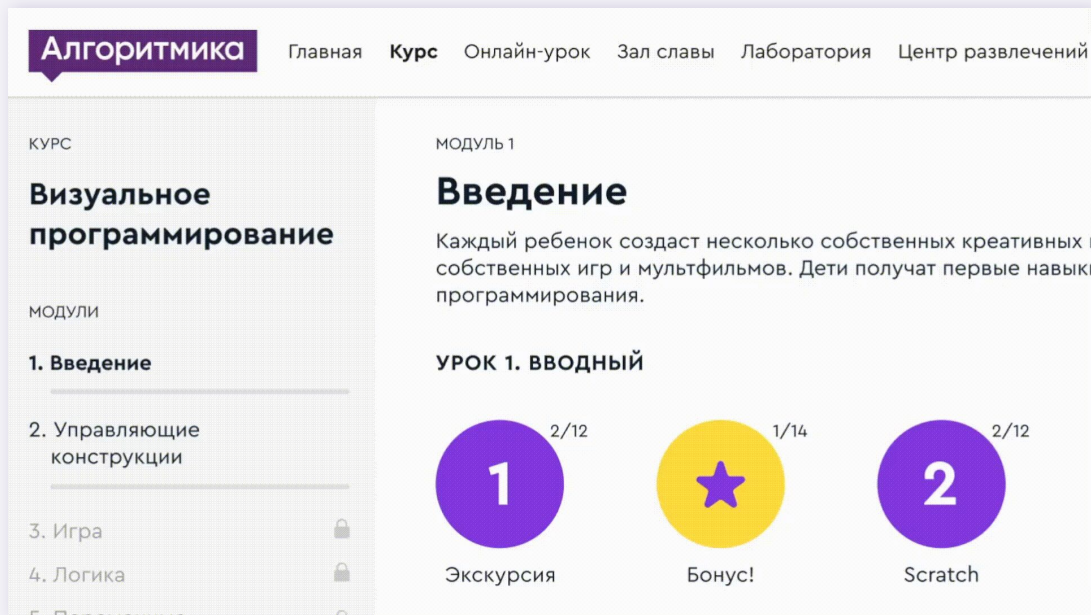 Алгоритмика
Главная Курс Онлайн-урок Зал славы Лаборатория Центр развлечений
КУРС
Визуальное
программирование
МОДУЛИ
1. Введение
2. Управляющие
конструкции
3. Игра
4. Логика
МОДУЛЬ 1
Введение
Каждый ребенок создаст несколько собственных креативных
собственных игр и мультфильмов. Дети получат первые навык
программирования.
УРОК 1. ВВОДНЫЙ
1 2/12
1/14
2 2/12
Экскурсия
Бонус!
Scratch